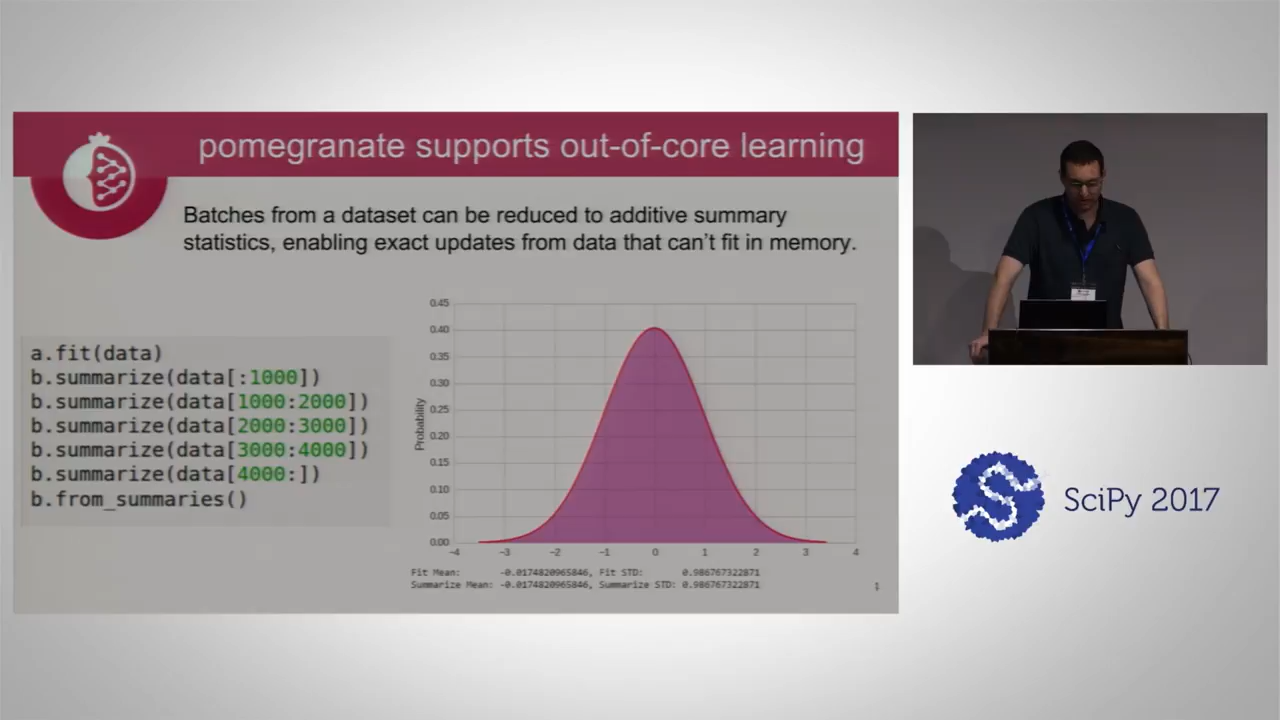 pomegranate supports out-of-core learning
Batches from a dataset can be reduced to additive summary
statistics, enabling exact updates from data that can't fit in memory.
a.fit(data)
b.summarize(data[:1000])
b.summarize(data[1000:2000])
b.summarize(data[2000:3000])
b.summarize(data[3000:4000])
b.summarize(data[4000:])
b.from_summaries()
Probability
0.45
0.40
0.35
0.30
0.25
0.20
0.15
0.10
0.05
0.00
-4 -3 -2 -1 0 1 2 3 4
Fit Mean: -0.0174820965846, Fit STD: 0.986767322871
Summarize Mean: -0.0174820965846, Summarize STD: 0.986767322871
SciPy 2017